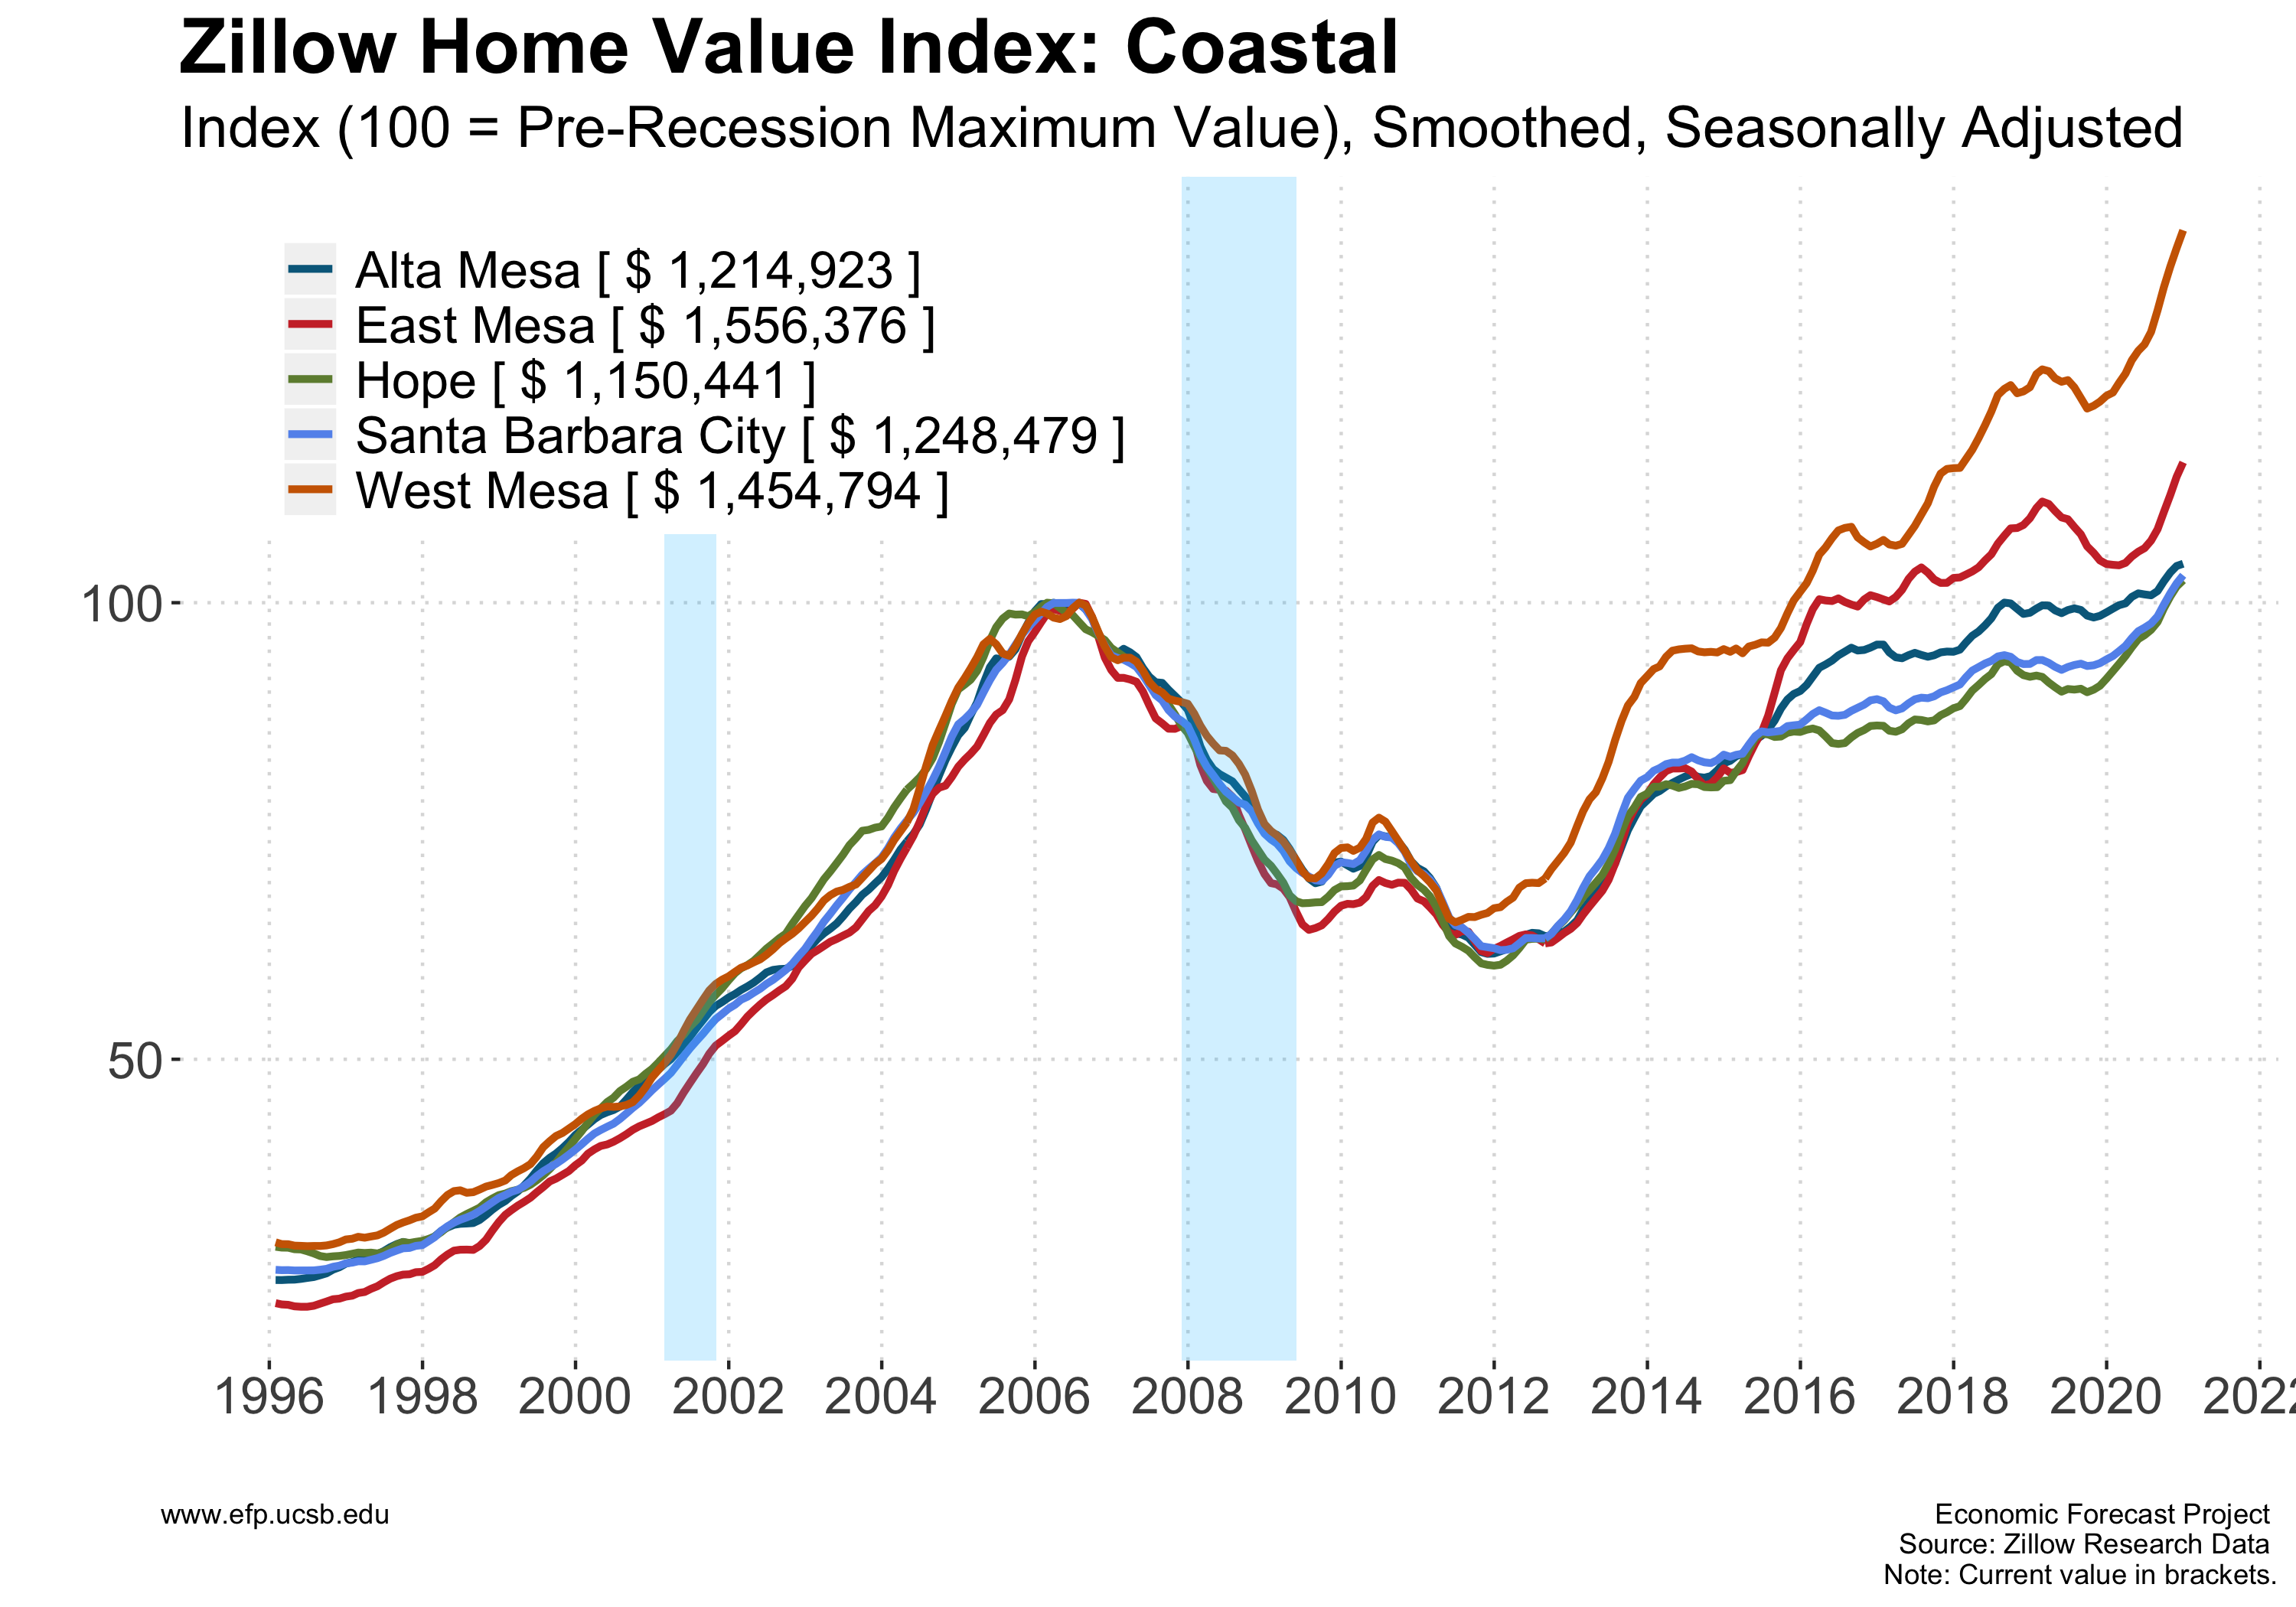 Zillow Home Value Index: Coastal
Index (100 = Pre-Recession Maximum Value), Smoothed, Seasonally Adjusted
Alta Mesa [ $ 1,214,923 ]
East Mesa [ $ 1,556,376 ]
Hope [ $ 1,150,441 ]
Santa Barbara City [ $ 1,248,479 ]
West Mesa [ $ 1,454,794 ]
100
50
1996 1998 2000 2002 2004 2006 2008 2010 2012 2014 2016 2018 2020 2022
www.efp.ucsb.edu
Economic Forecast Project
Source: Zillow Research Data
Note: Current value in brackets.